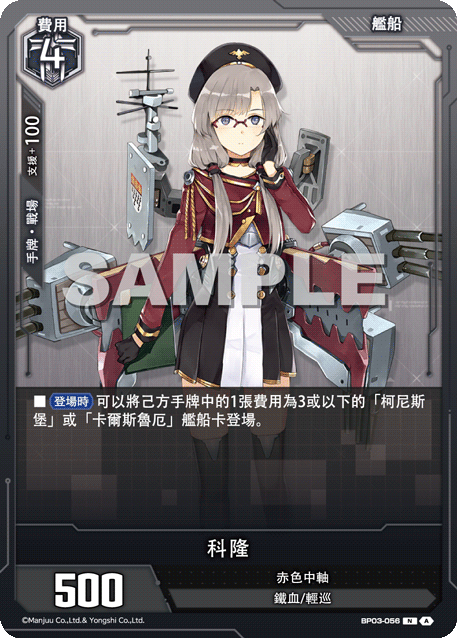 費用
4
艦船
支援+100
手牌・戰場
SAMPLE
■ 登場時 可以將己方手牌中的1張費用為3或以下的「柯尼斯
堡」或「卡爾斯魯厄」艦船卡登場。
科隆
500
赤色中軸
鐵血/輕巡
©Manjuu Co.,Ltd. & Yongshi Co.,Ltd.
BP03-056 N A